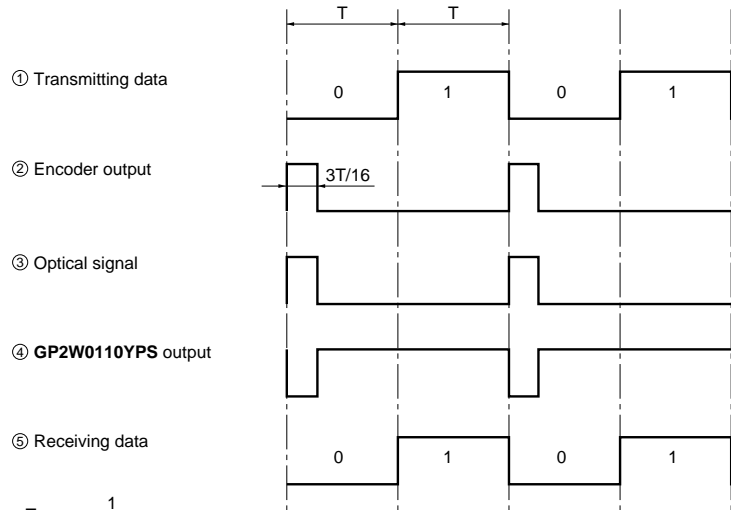 T T
① Transmitting data
0 1 0 1
② Encoder output
3T/16
③ Optical signal
④ GP2W0110YPS output
⑤ Receiving data
0 1 0 1
1